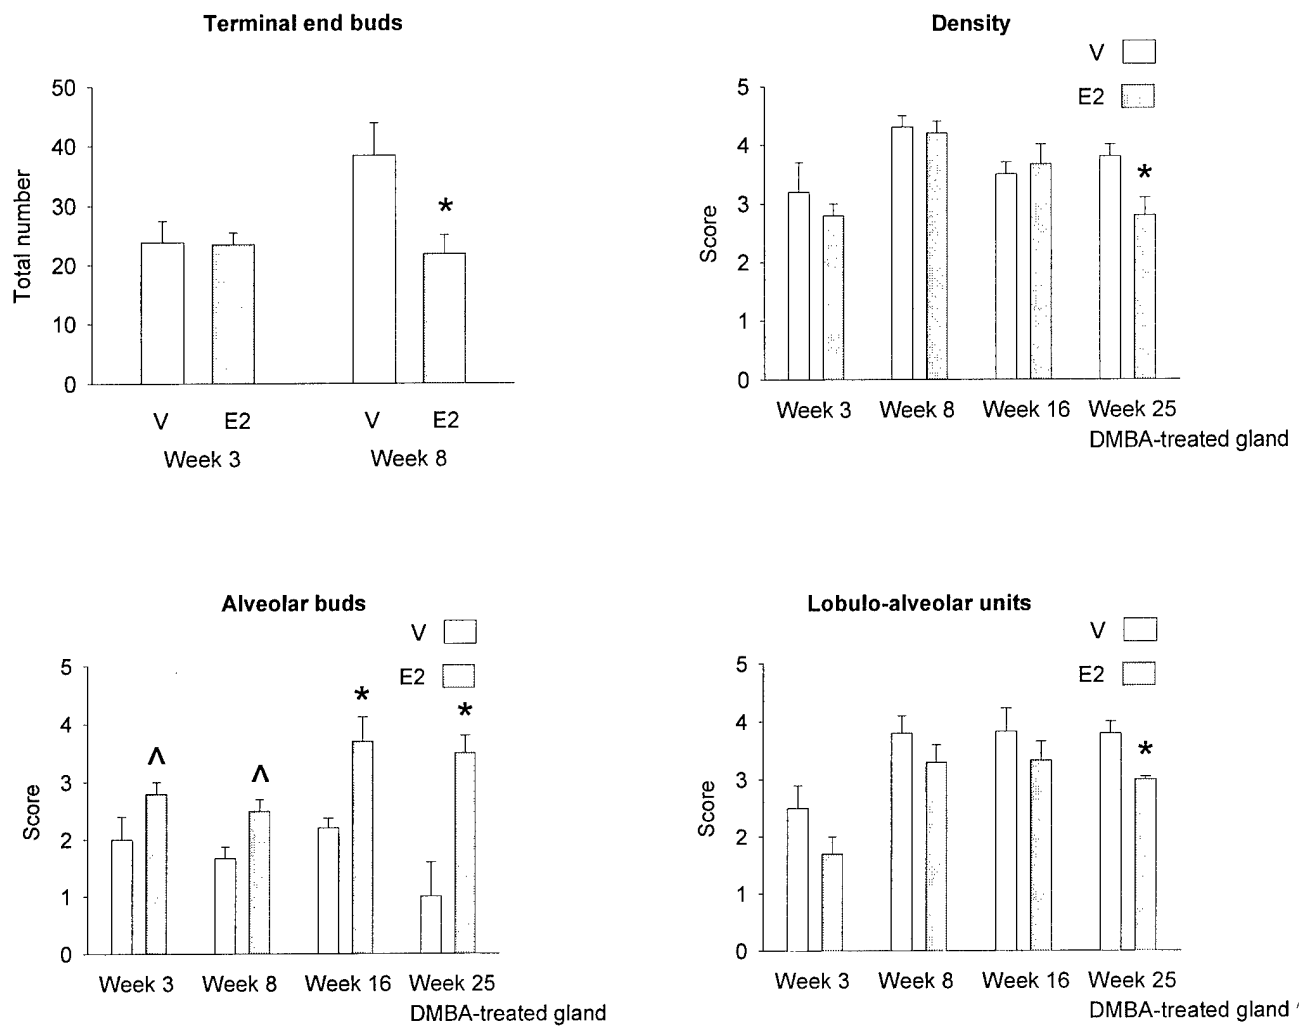 Terminal end buds
50
40
30
20
10
0
Total number
*
V E2 V E2
Week 3 Week 8
Density
V
E2
5
4
3
2
1
0
Score
*
Week 3 Week 8 Week 16 Week 25
DMBA-treated gland
Alveolar buds
V
E2
5
4
3
2
1
0
Score
^ ^ * *
Week 3 Week 8 Week 16 Week 25
DMBA-treated gland
Lobulo-alveolar units
V
E2
5
4
3
2
1
0
Score
*
Week 3 Week 8 Week 16 Week 25
DMBA-treated gland